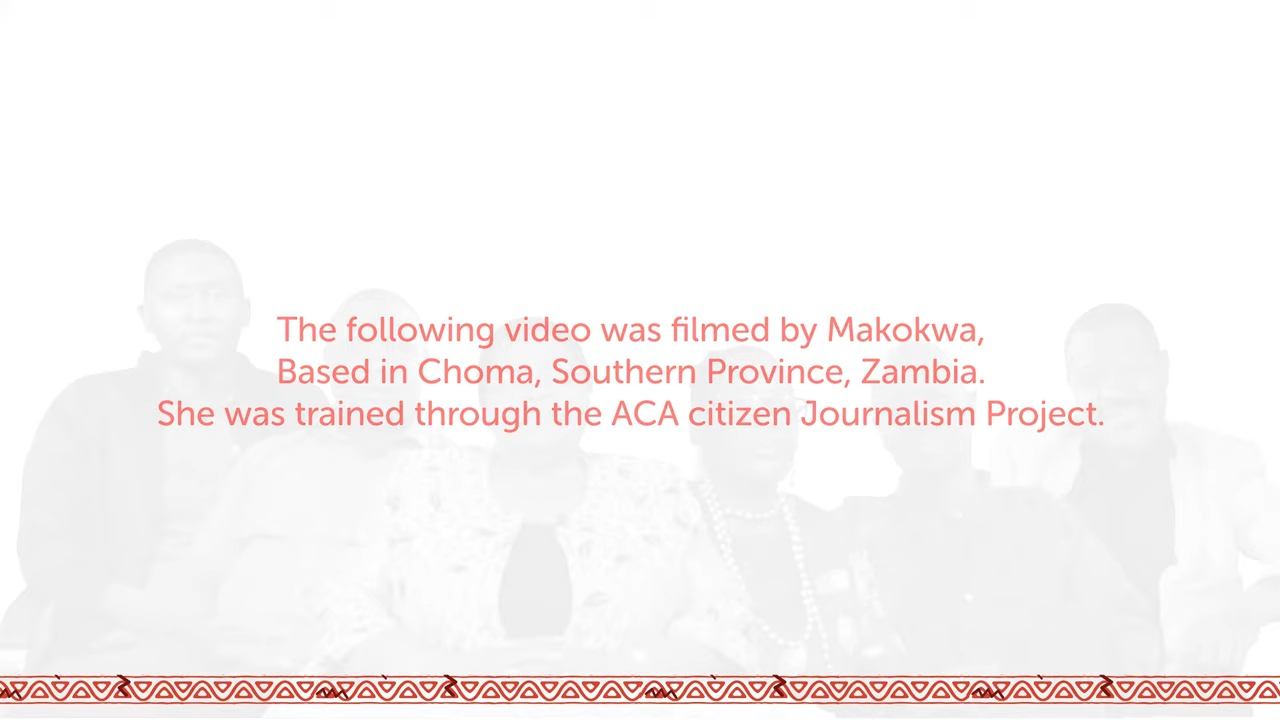 The following video was filmed by Makokwa,
Based in Choma, Southern Province, Zambia.
She was trained through the ACA citizen Journalism Project.